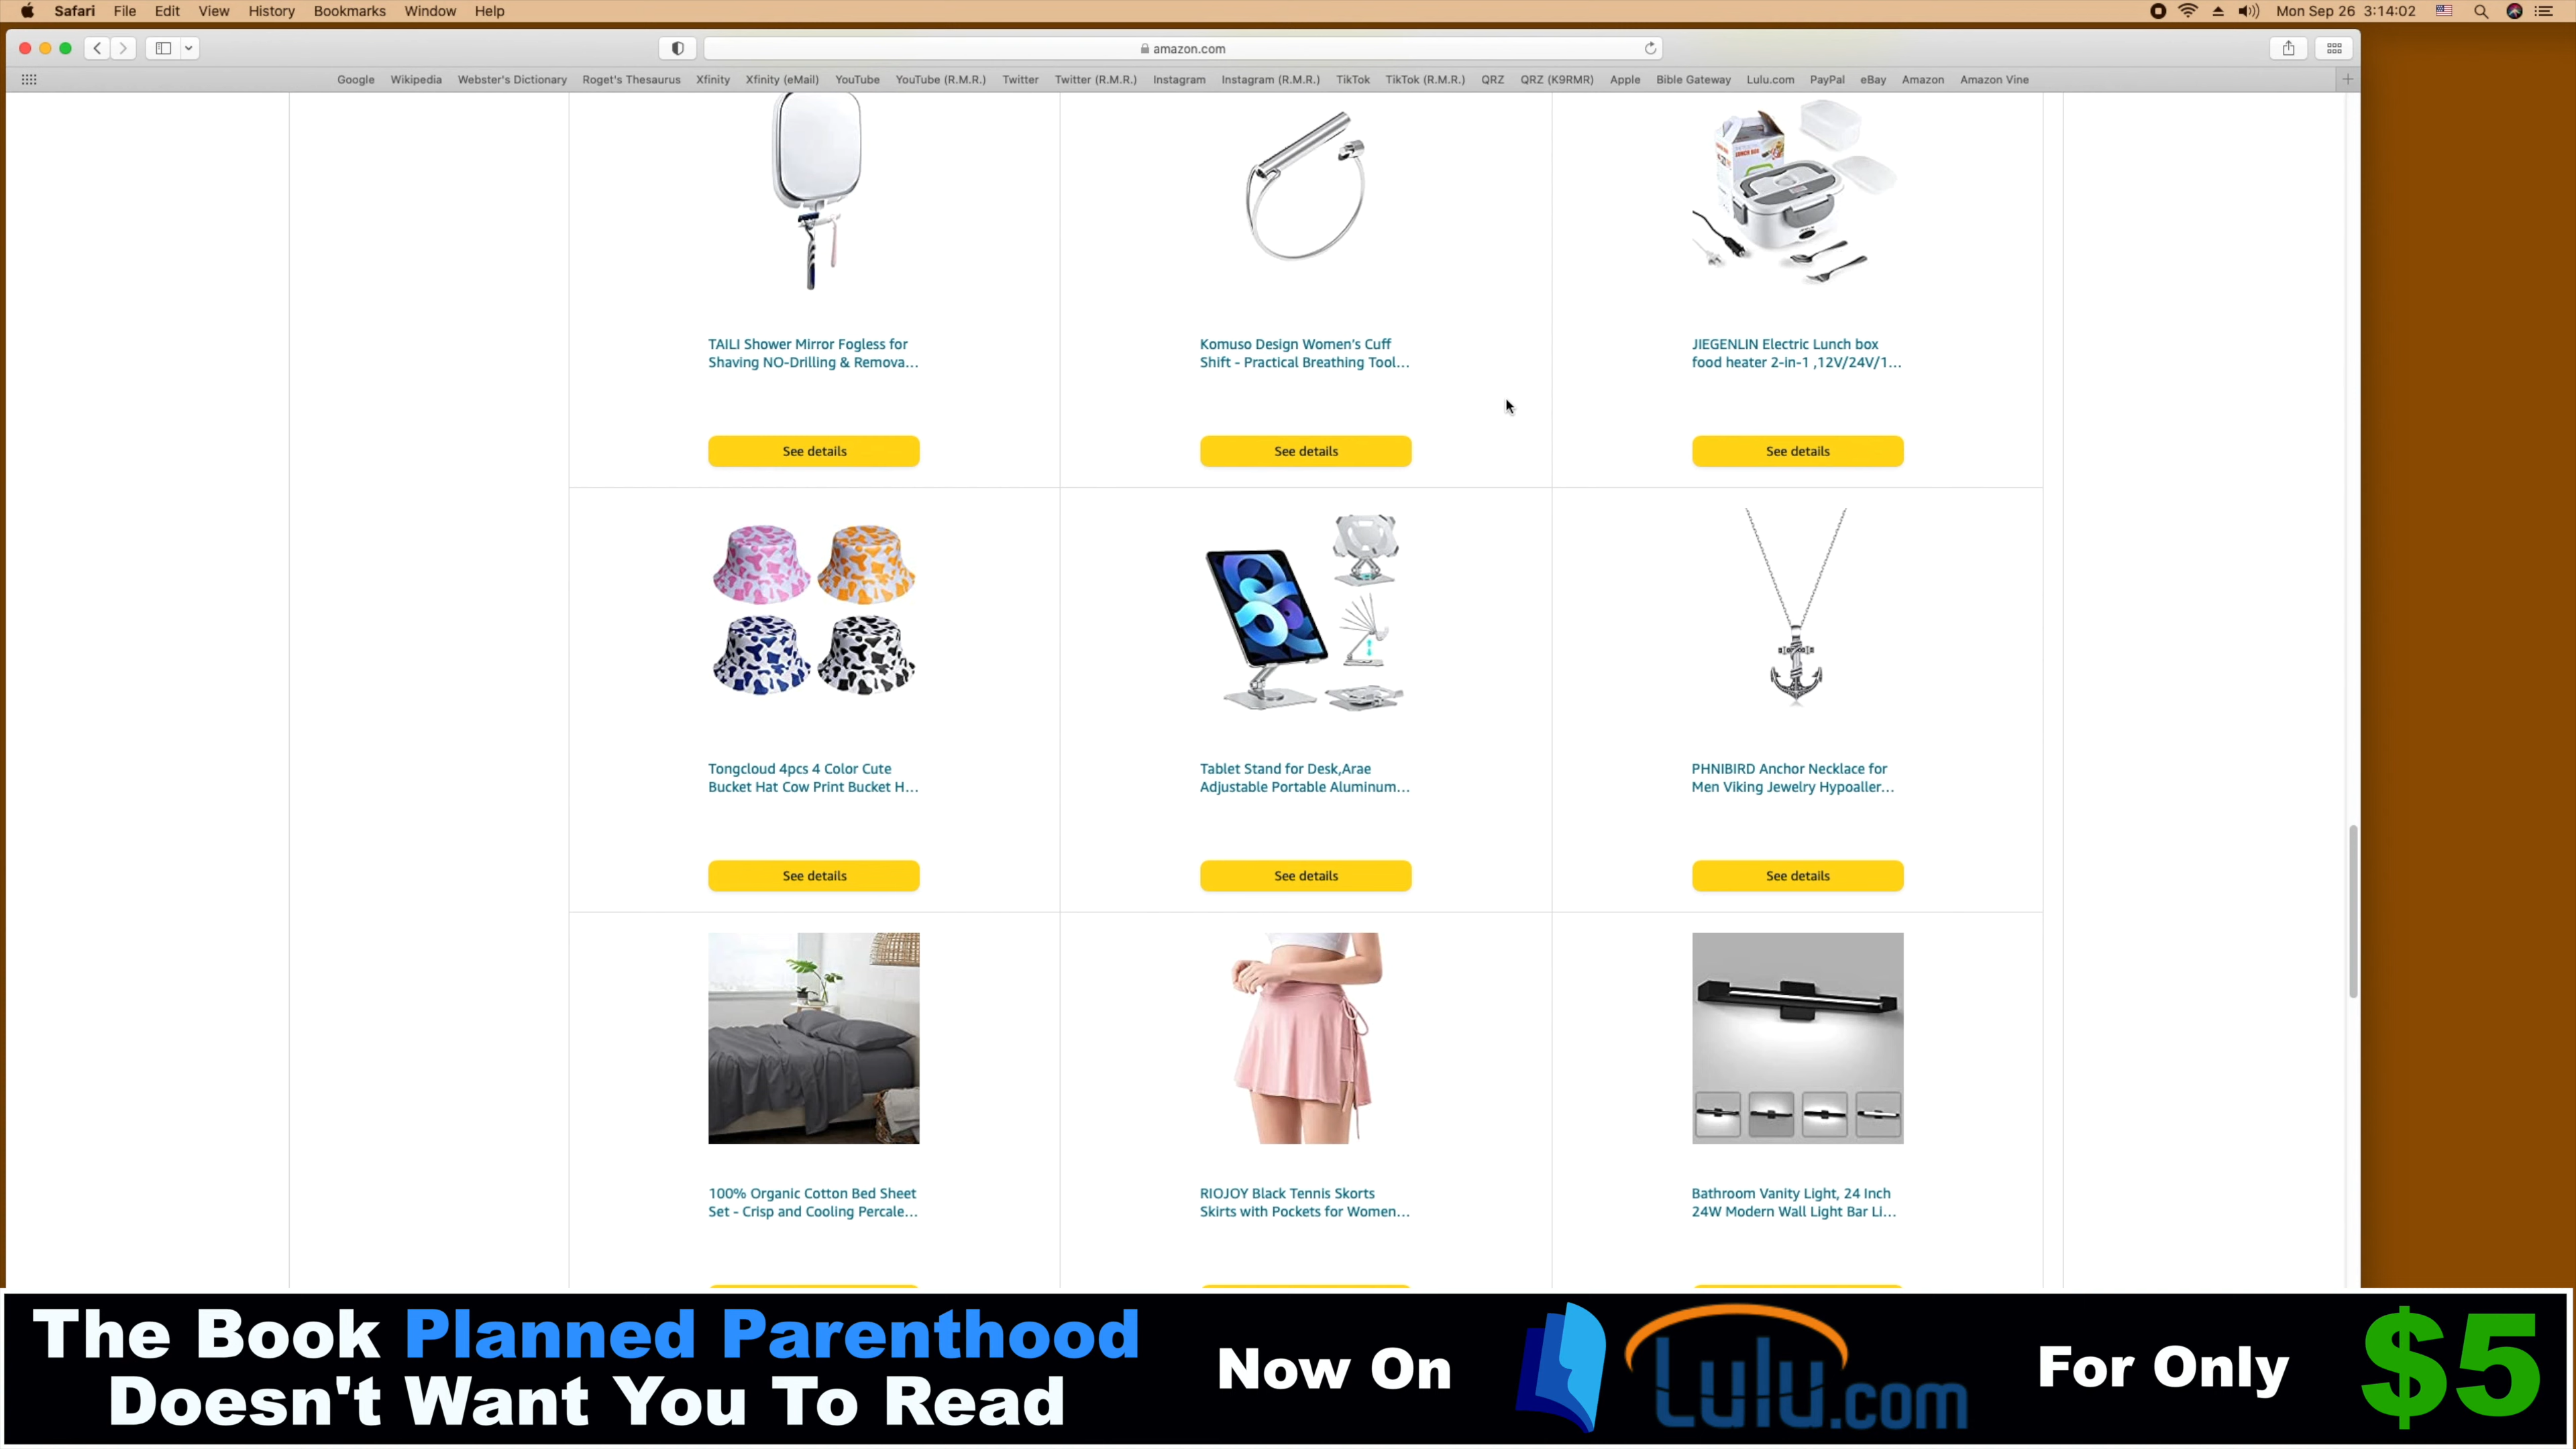 Safari File Edit View History Bookmarks Window Help
Mon Sep 26 3:14:02
amazon.com
Google Wikipedia Webster's Dictionary Roget's Thesaurus Xfinity Xfinity (eMail) YouTube YouTube (R.M.R.) Twitter Twitter (R.M.R.) Instagram Instagram (R.M.R.) TikTok TikTok (R.M.R.) QRZ QRZ (K9RMR) Apple Bible Gateway Lulu.com PayPal eBay Amazon Amazon Vine
TAILI Shower Mirror Fogless for
Shaving NO-Drilling & Remova...
See details
Komuso Design Women's Cuff
Shift - Practical Breathing Tool...
See details
LUNCH BOX
JIEGENLIN Electric Lunch box
food heater 2-in-1 ,12V/24V/1...
See details
Tongcloud 4pcs 4 Color Cute
Bucket Hat Cow Print Bucket H...
See details
Tablet Stand for Desk,Arae
Adjustable Portable Aluminum...
See details
PHNIBIRD Anchor Necklace for
Men Viking Jewelry Hypoaller...
See details
100% Organic Cotton Bed Sheet
Set - Crisp and Cooling Percale...
RIOJOY Black Tennis Skorts
Skirts with Pockets for Women...
Bathroom Vanity Light, 24 Inch
24W Modern Wall Light Bar Li...
The Book Planned Parenthood
Doesn't Want You To Read
Now On
Lulu.com
For Only
$5